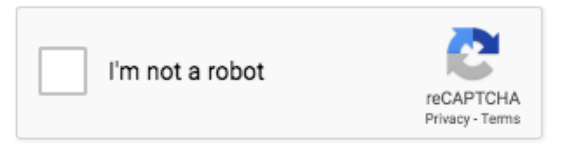 I'm not a robot
reCAPTCHA
Privacy - Terms